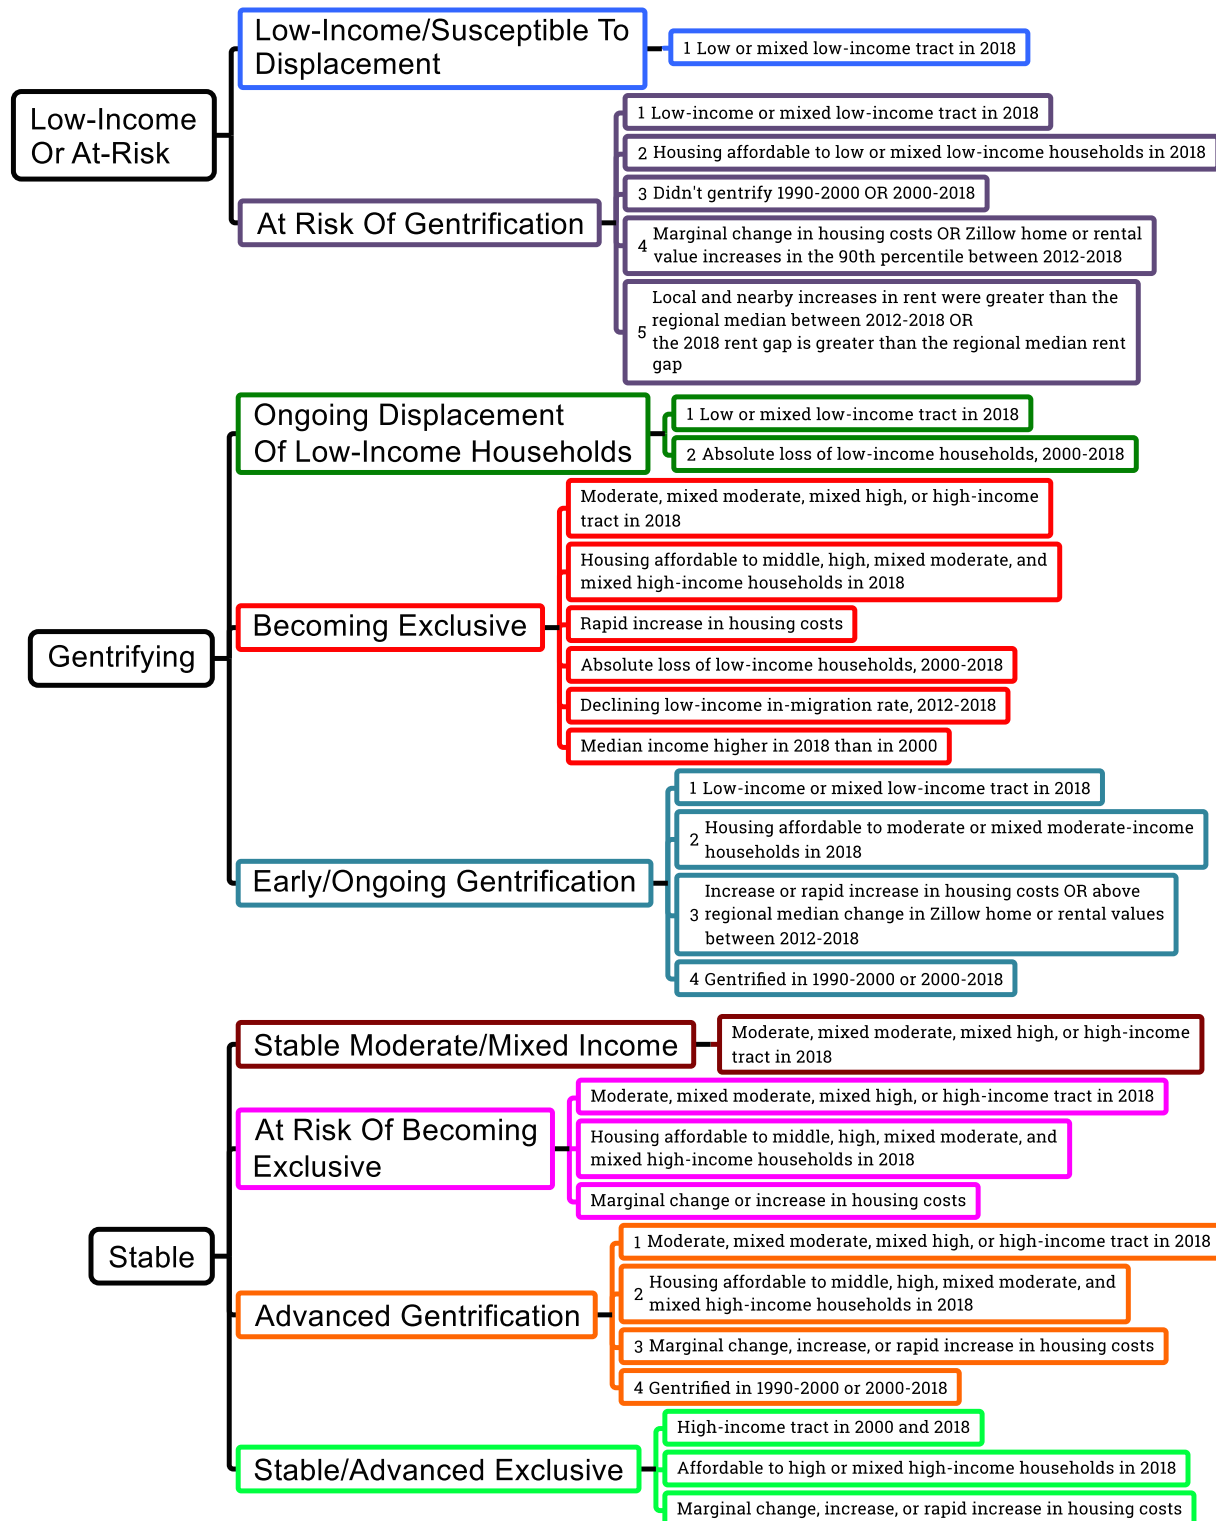 Low-Income
Or At-Risk
Low-Income/Susceptible To
Displacement
1 Low or mixed low-income tract in 2018
At Risk Of Gentrification
1 Low-income or mixed low-income tract in 2018
2 Housing affordable to low or mixed low-income households in 2018
3 Didn't gentrify 1990-2000 OR 2000-2018
4 Marginal change in housing costs OR Zillow home or rental
value increases in the 90th percentile between 2012-2018
5 Local and nearby increases in rent were greater than the
regional median between 2012-2018 OR
the 2018 rent gap is greater than the regional median rent
gap
Gentrifying
Ongoing Displacement
Of Low-Income Households
1 Low or mixed low-income tract in 2018
2 Absolute loss of low-income households, 2000-2018
Becoming Exclusive
Moderate, mixed moderate, mixed high, or high-income
tract in 2018
Housing affordable to middle, high, mixed moderate, and
mixed high-income households in 2018
Rapid increase in housing costs
Absolute loss of low-income households, 2000-2018
Declining low-income in-migration rate, 2012-2018
Median income higher in 2018 than in 2000
Early/Ongoing Gentrification
1 Low-income or mixed low-income tract in 2018
2 Housing affordable to moderate or mixed moderate-income
households in 2018
3 Increase or rapid increase in housing costs OR above
regional median change in Zillow home or rental values
between 2012-2018
4 Gentrified in 1990-2000 or 2000-2018
Stable
Stable Moderate/Mixed Income
Moderate, mixed moderate, mixed high, or high-income
tract in 2018
At Risk Of Becoming
Exclusive
Moderate, mixed moderate, mixed high, or high-income tract in 2018
Housing affordable to middle, high, mixed moderate, and
mixed high-income households in 2018
Marginal change or increase in housing costs
Advanced Gentrification
1 Moderate, mixed moderate, mixed high, or high-income tract in 2018
2 Housing affordable to middle, high, mixed moderate, and
mixed high-income households in 2018
3 Marginal change, increase, or rapid increase in housing costs
4 Gentrified in 1990-2000 or 2000-2018
Stable/Advanced Exclusive
High-income tract in 2000 and 2018
Affordable to high or mixed high-income households in 2018
Marginal change, increase, or rapid increase in housing costs